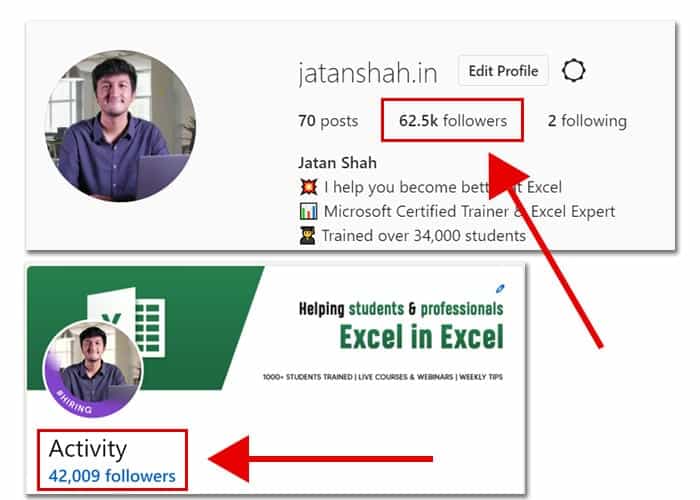 jatanshah.in Edit Profile
70 posts 62.5k followers 2 following
Jatan Shah
💥 I help you become bett Excel
📊 Microsoft Certified Trainer & Excel Expert
👨‍🎓 Trained over 34,000 students
Helping students & professionals
Excel in Excel
1000+ STUDENTS TRAINED | LIVE COURSES & WEBINARS | WEEKLY TIPS
X
#HIRING
Activity
42,009 followers